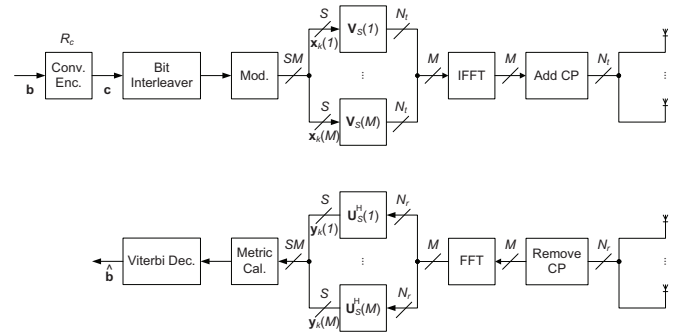 R_c
b
Conv. Enc.
c
Bit Interleaver
Mod.
SM
S
x_k(1)
V_S(1)
N_t
⋮
S
x_k(M)
V_S(M)
N_t
M
IFFT
M
Add CP
N_t
⋮
b̂
Viterbi Dec.
Metric Cal.
SM
S
y_k(1)
U_S^H(1)
N_r
⋮
S
y_k(M)
U_S^H(M)
N_r
M
FFT
M
Remove CP
N_r
⋮